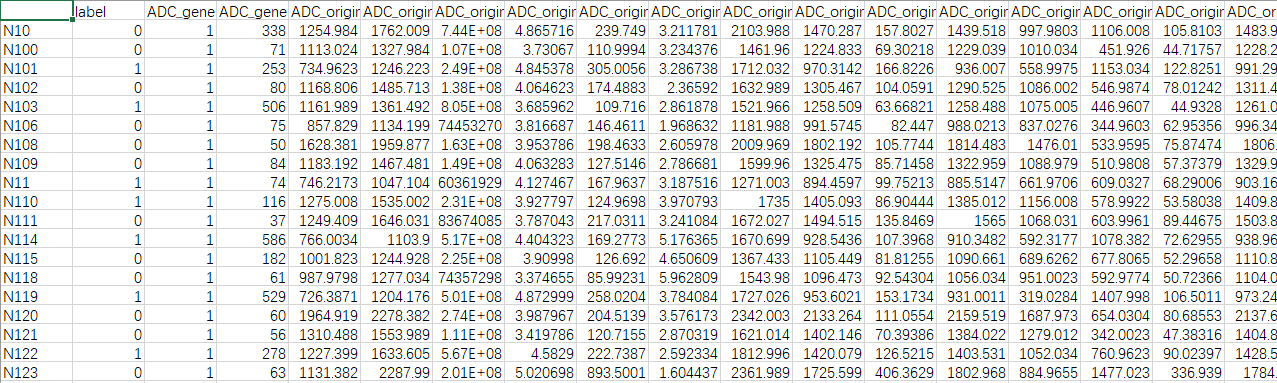 label ADC_gene ADC_gene ADC_origin ADC_origin ADC_origin ADC_origin ADC_origin ADC_origin ADC_origin ADC_origin ADC_origin ADC_origin ADC_origin ADC_origin ADC_origin ADC_or
N10 0 1 338 1254.984 1762.009 7.44E+08 4.865716 239.749 3.211781 2103.988 1470.287 157.8027 1439.518 997.9803 1106.008 105.8103 1483.9
N100 0 1 71 1113.024 1327.984 1.07E+08 3.73067 110.9994 3.234376 1461.96 1224.833 69.30218 1229.039 1010.034 451.926 44.71757 1228.2
N101 1 1 253 734.9623 1246.223 2.49E+08 4.845378 305.0056 3.286738 1712.032 970.3142 166.8226 936.007 558.9975 1153.034 122.8251 991.29
N102 0 1 80 1168.806 1485.713 1.38E+08 4.064623 174.4883 2.36592 1632.989 1305.467 104.0591 1290.525 1086.002 546.9874 78.01242 1311.4
N103 1 1 506 1161.989 1361.492 8.05E+08 3.685962 109.716 2.861878 1521.966 1258.509 63.66821 1258.488 1075.005 446.9607 44.9328 1261.0
N106 0 1 75 857.829 1134.199 74453270 3.816687 146.4611 1.968632 1181.988 991.5745 82.447 988.0213 837.0276 344.9603 62.95356 996.34
N108 0 1 50 1628.381 1959.877 1.63E+08 3.953786 198.4633 2.605978 2009.969 1802.192 105.7744 1814.483 1476.01 533.9595 75.87474 1806.
N109 0 1 84 1183.192 1467.481 1.49E+08 4.063283 127.5146 2.786681 1599.96 1325.475 85.71458 1322.959 1088.979 510.9808 57.37379 1329.9
N11 1 1 74 746.2173 1047.104 60361929 4.127467 167.9637 3.187516 1271.003 894.4597 99.75213 885.5147 661.9706 609.0327 68.29006 903.16
N110 1 1 116 1275.008 1535.002 2.31E+08 3.927797 124.9698 3.970793 1735 1405.093 86.90444 1385.012 1156.008 578.9922 53.58038 1409.8
N111 0 1 37 1249.409 1646.031 83674085 3.787043 217.0311 3.241084 1672.027 1494.515 135.8469 1565 1068.031 603.9961 89.44675 1503.8
N114 1 1 586 766.0034 1103.9 5.17E+08 4.404323 169.2773 5.176365 1670.699 928.5436 107.3968 910.3482 592.3177 1078.382 72.62955 938.96
N115 0 1 182 1001.823 1244.928 2.25E+08 3.90998 126.692 4.650609 1367.433 1105.449 81.81255 1090.661 689.6262 677.8065 52.29658 1110.8
N118 0 1 61 987.9798 1277.034 74357298 3.374655 85.99231 5.962809 1543.98 1096.473 92.54304 1056.034 951.0023 592.9774 50.72366 1104.0
N119 1 1 529 726.3871 1204.176 5.01E+08 4.872999 258.0204 3.784084 1727.026 953.6021 153.1734 931.0011 319.0284 1407.998 106.5011 973.24
N120 0 1 60 1964.919 2278.382 2.74E+08 3.987967 204.5139 3.576173 2342.003 2133.264 111.0554 2159.519 1687.973 654.0304 80.68553 2137.6
N121 0 1 56 1310.488 1553.989 1.11E+08 3.419786 120.7155 2.870319 1621.014 1402.146 70.39386 1384.022 1279.012 342.0023 47.38316 1404.8
N122 1 1 278 1227.399 1633.605 5.67E+08 4.5829 222.7387 2.592334 1812.996 1420.079 126.5215 1403.531 1052.034 760.9623 90.02397 1428.5
N123 0 1 63 1131.382 2287.99 2.01E+08 5.020698 893.5001 1.604437 2361.989 1725.599 406.3629 1802.968 884.9655 1477.023 336.939 1784.